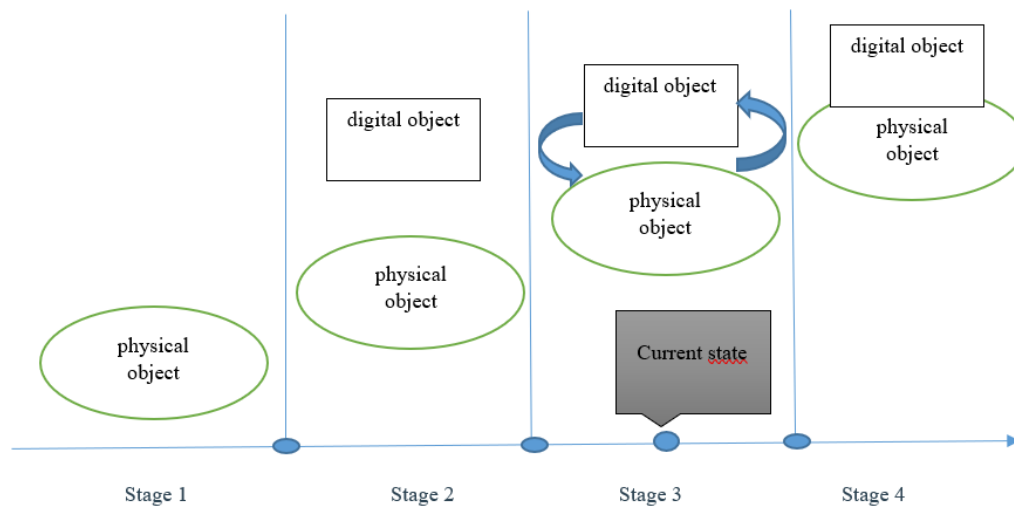 physical
object
digital object
physical
object
digital object
physical
object
Current state
digital object
physical
object
Stage 1
Stage 2
Stage 3
Stage 4